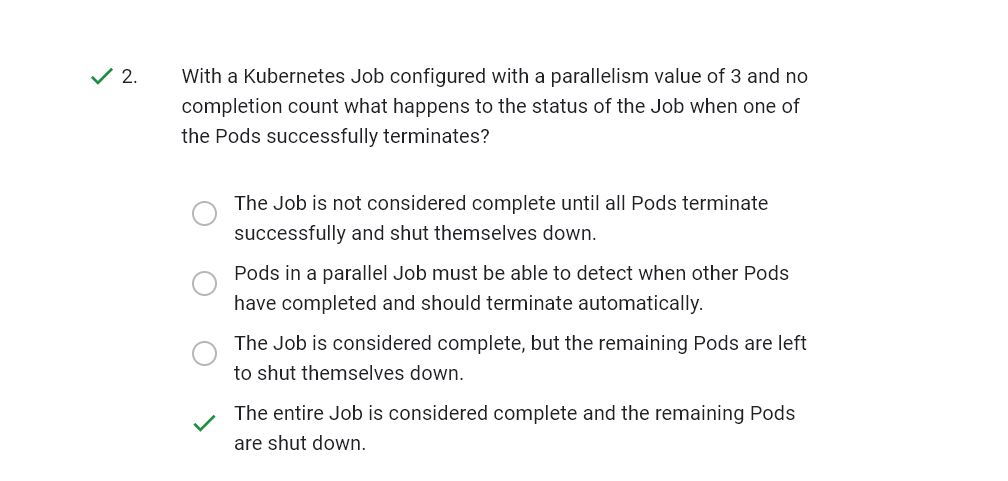 2. With a Kubernetes Job configured with a parallelism value of 3 and no
completion count what happens to the status of the Job when one of
the Pods successfully terminates?
The Job is not considered complete until all Pods terminate
successfully and shut themselves down.
Pods in a parallel Job must be able to detect when other Pods
have completed and should terminate automatically.
The Job is considered complete, but the remaining Pods are left
to shut themselves down.
The entire Job is considered complete and the remaining Pods
are shut down.